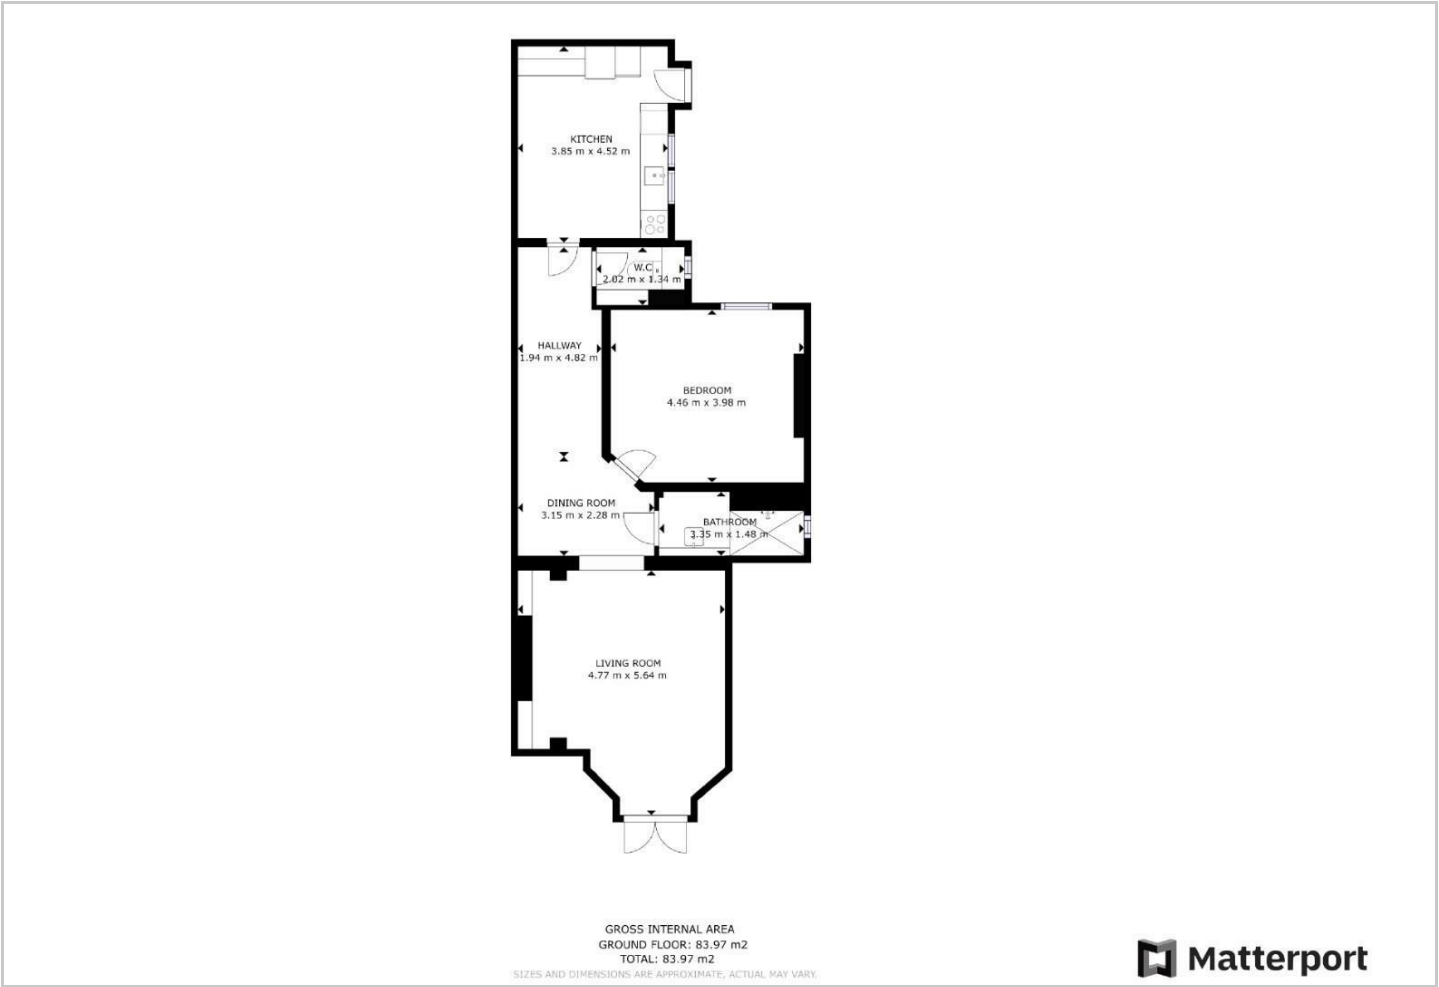 KITCHEN
3.85 m x 4.52 m
W.C
2.02 m x 1.34 m
HALLWAY
1.94 m x 4.82 m
BEDROOM
4.46 m x 3.98 m
DINING ROOM
3.15 m x 2.28 m
BATHROOM
3.35 m x 1.48 m
LIVING ROOM
4.77 m x 5.64 m
GROSS INTERNAL AREA
GROUND FLOOR: 83.97 m2
TOTAL: 83.97 m2
SIZES AND DIMENSIONS ARE APPROXIMATE, ACTUAL MAY VARY.
Matterport